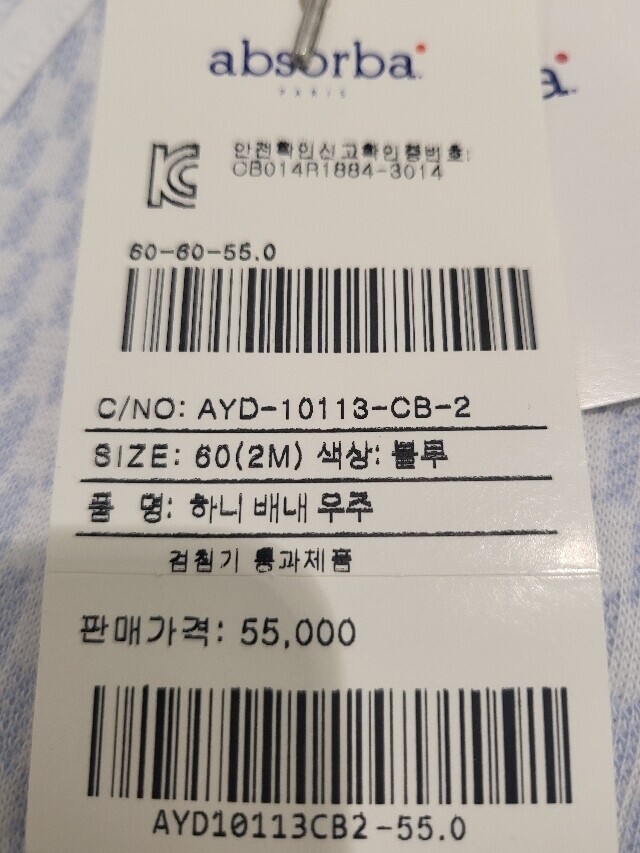 absorba
PARIS
안전확인신고확인증번호:
CB014R1884-3014
60-60-55.0
C/NO: AYD-10113-CB-2
SIZE: 60(2M) 색상: 블루
품 명: 하니배내우주
검침기 통과제품
판매가격: 55,000
AYD10113CB2-55.0
a